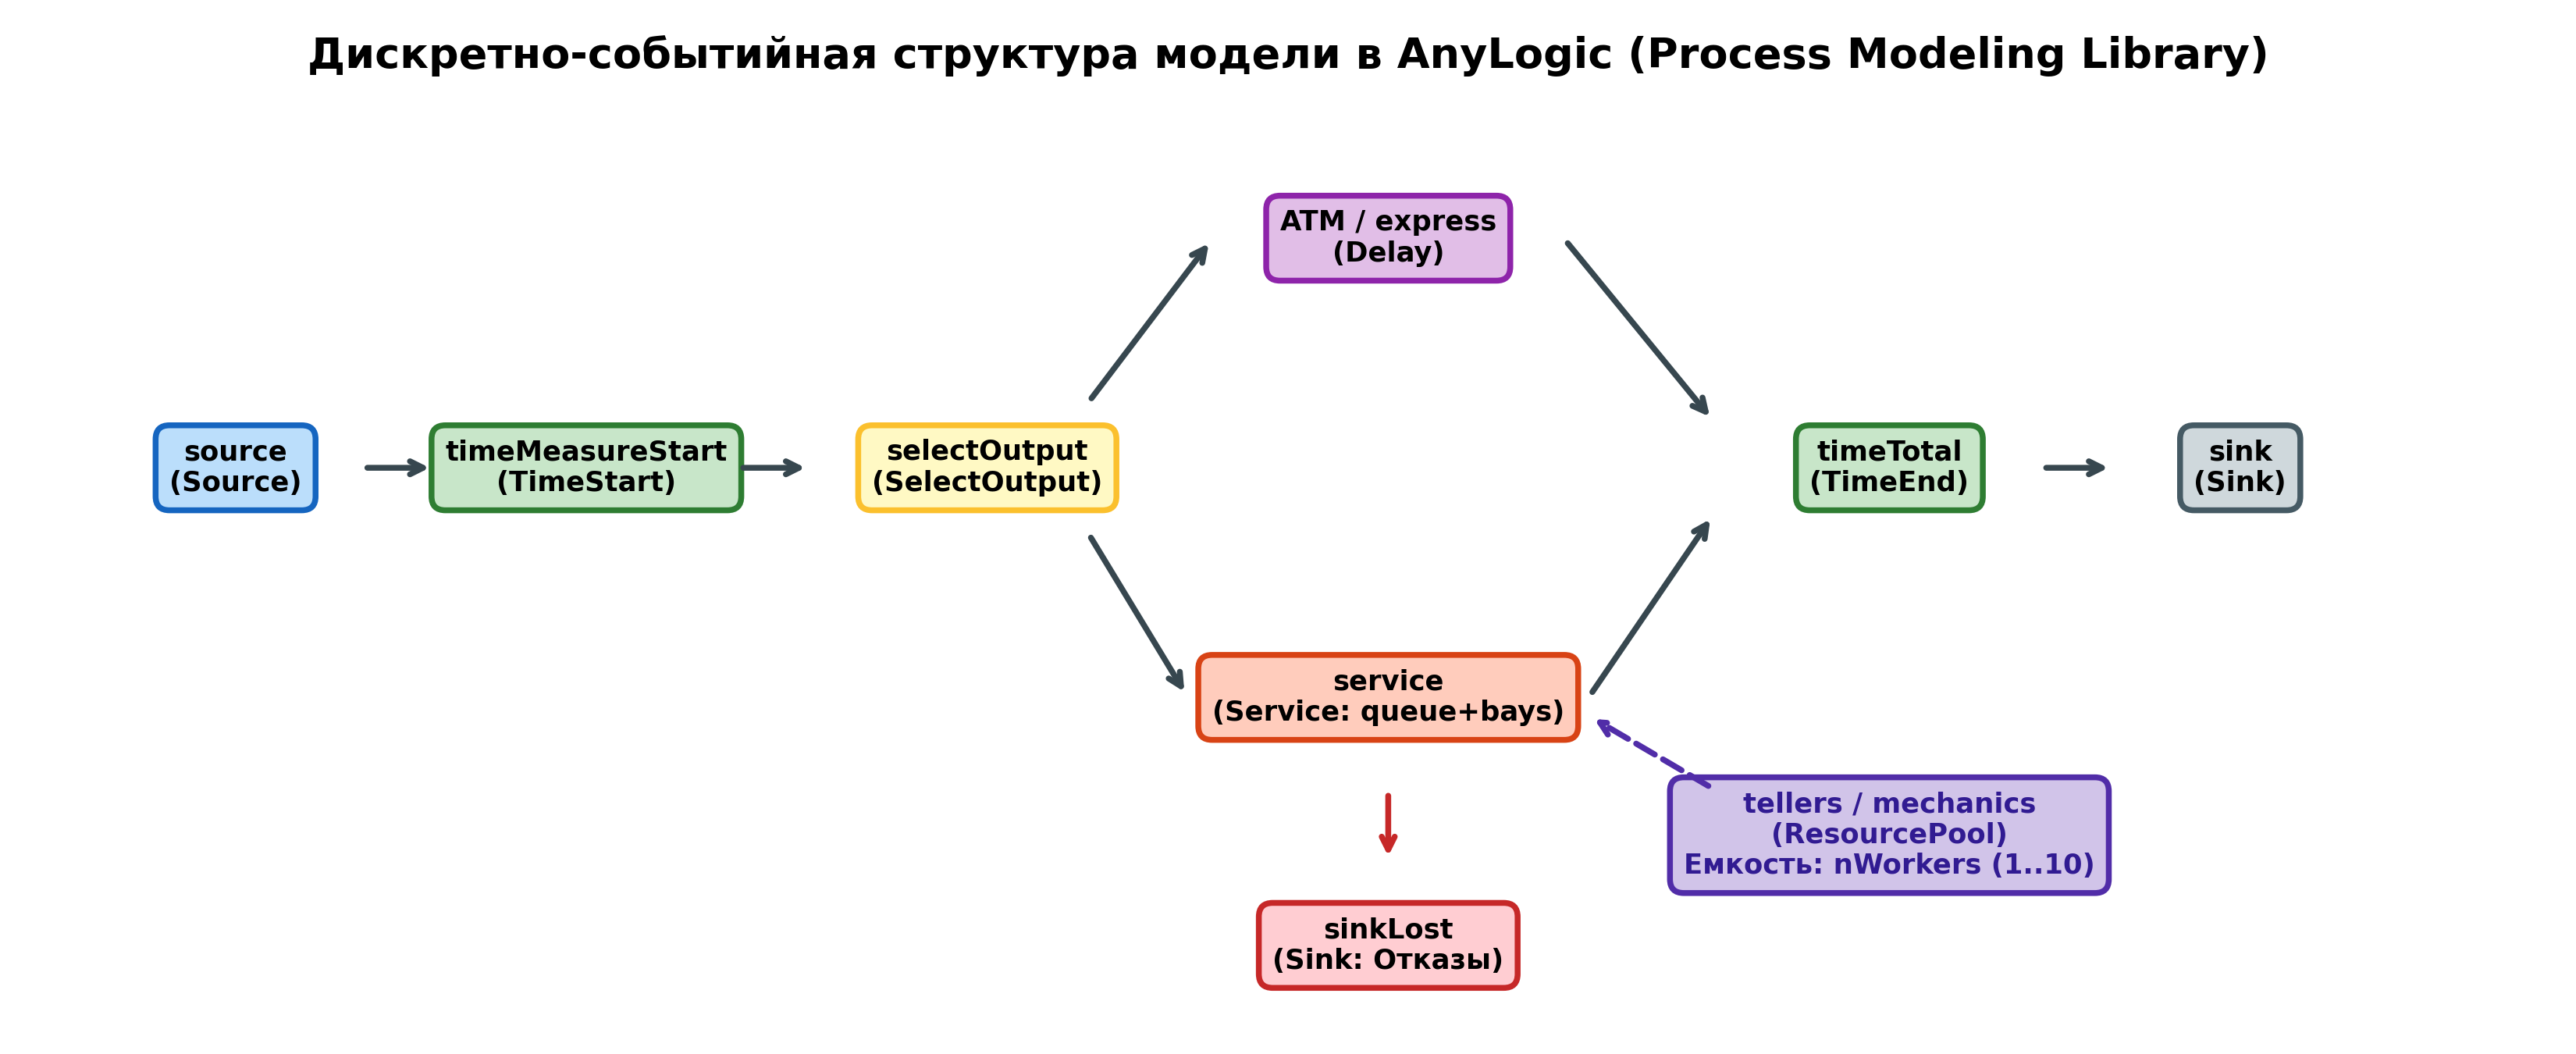 Дискретно-событийная структура модели в AnyLogic (Process Modeling Library)
ATM / express
(Delay)
source
(Source)
timeMeasureStart
(TimeStart)
selectOutput
(SelectOutput)
timeTotal
(TimeEnd)
sink
(Sink)
service
(Service: queue+bays)
tellers / mechanics
(ResourcePool)
Емкость: nWorkers (1..10)
sinkLost
(Sink: Отказы)